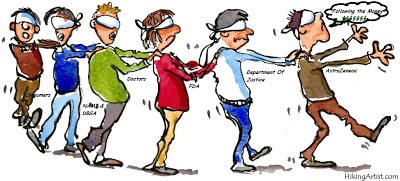 Following the Money
$$$$$$
Consumers
NAMI &
DBSA
Doctors
FDA
Department Of
Justice
AstraZeneca
HikingArtist.com